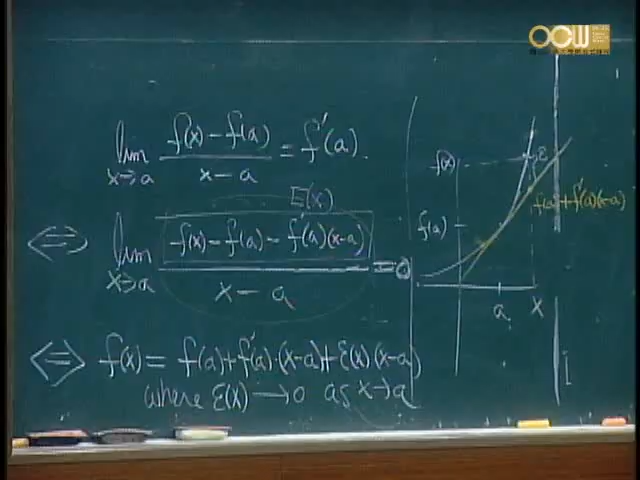 OCW
lim x→a (f(x) − f(a)) / (x − a) = f'(a).
E(x)
⟺ lim x→a (f(x) − f(a) − f'(a)(x−a)) / (x − a) = 0
⟺ f(x) = f(a) + f'(a)·(x−a) + ε(x)(x−a)
where ε(x) → 0 as x→a
f(x)
ε
f(a)+f'(a)(x−a)
f(a)
a x